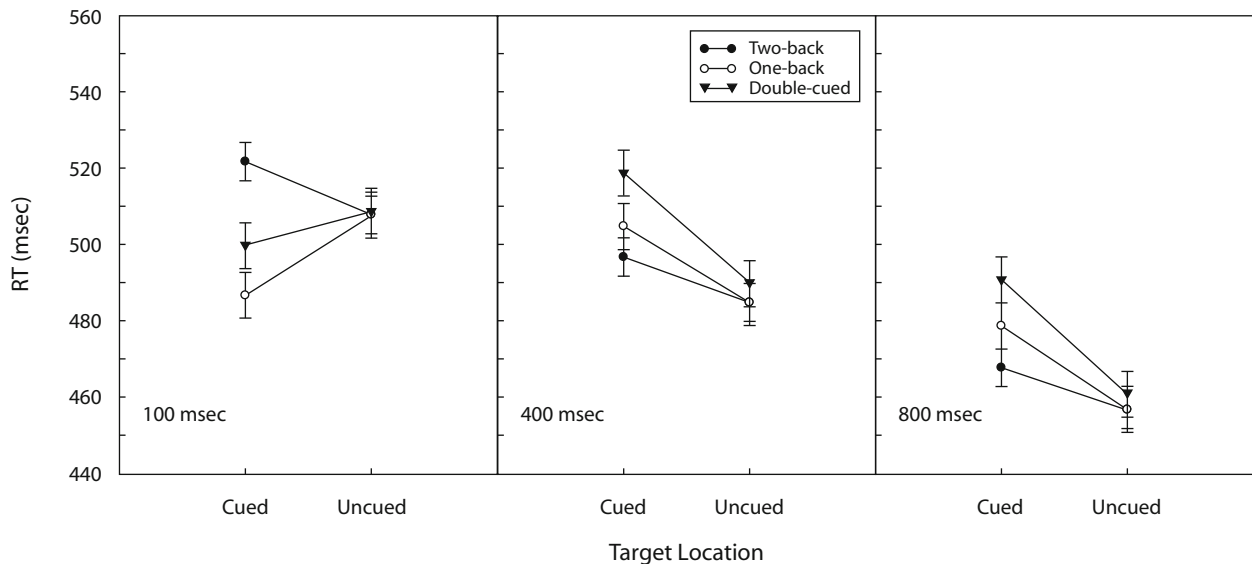 560
540
520
500
480
460
440
RT (msec)
Two-back
One-back
Double-cued
100 msec
400 msec
800 msec
Cued Uncued Cued Uncued Cued Uncued
Target Location